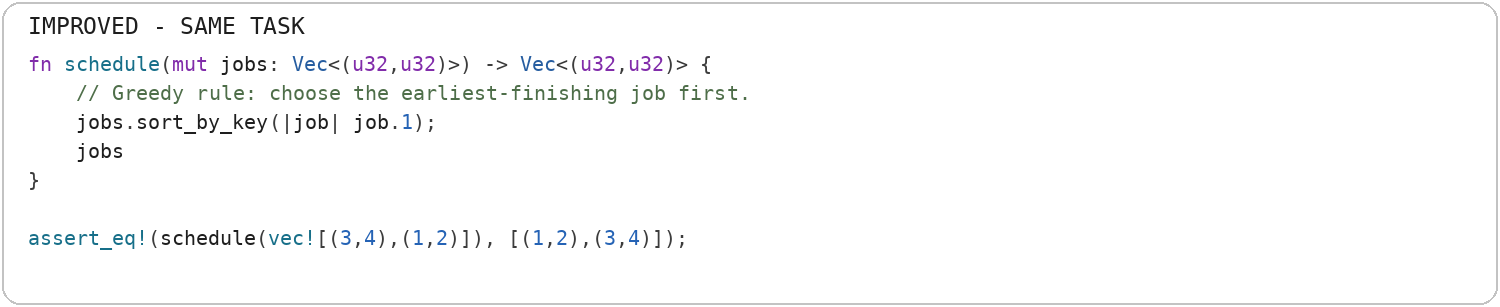 IMPROVED - SAME TASK
fn schedule(mut jobs: Vec<(u32,u32)>) -> Vec<(u32,u32)> {
    // Greedy rule: choose the earliest-finishing job first.
    jobs.sort_by_key(|job| job.1);
    jobs
}

assert_eq!(schedule(vec![(3,4),(1,2)]), [(1,2),(3,4)]);